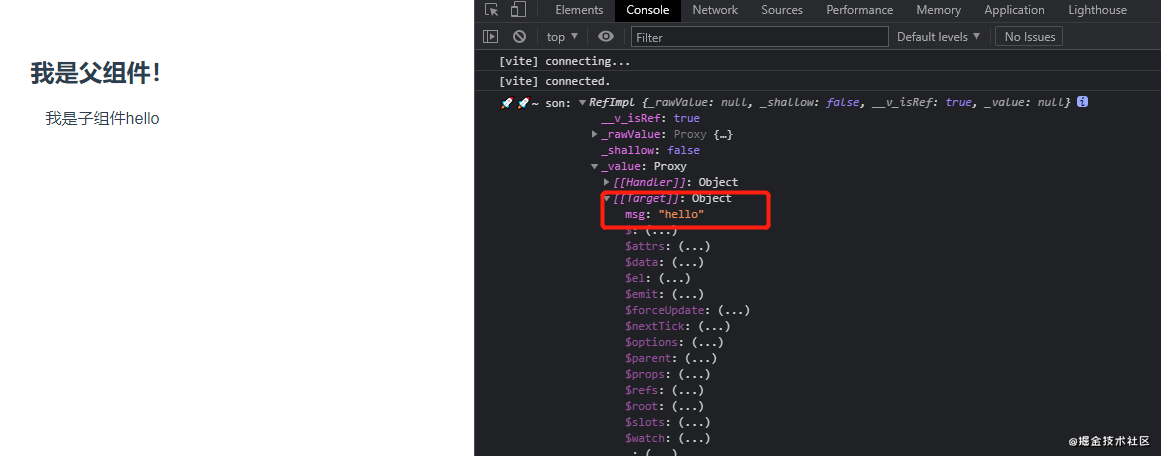 Elements Console Network Sources Performance Memory Application Lighthouse
top ▼ Filter Default levels ▼ No Issues
我是父组件！
我是子组件hello
[vite] connecting...
[vite] connected.
🚀🚀~ son: ▼RefImpl {_rawValue: null, _shallow: false, __v_isRef: true, _value: null}
__v_isRef: true
▶_rawValue: Proxy {…}
_shallow: false
▼_value: Proxy
▶[[Handler]]: Object
▼[[Target]]: Object
msg: "hello"
$: (...)
$attrs: (...)
$data: (...)
$el: (...)
$emit: (...)
$forceUpdate: (...)
$nextTick: (...)
$options: (...)
$parent: (...)
$props: (...)
$refs: (...)
$root: (...)
$slots: (...)
$watch: (...)
@掘金技术社区